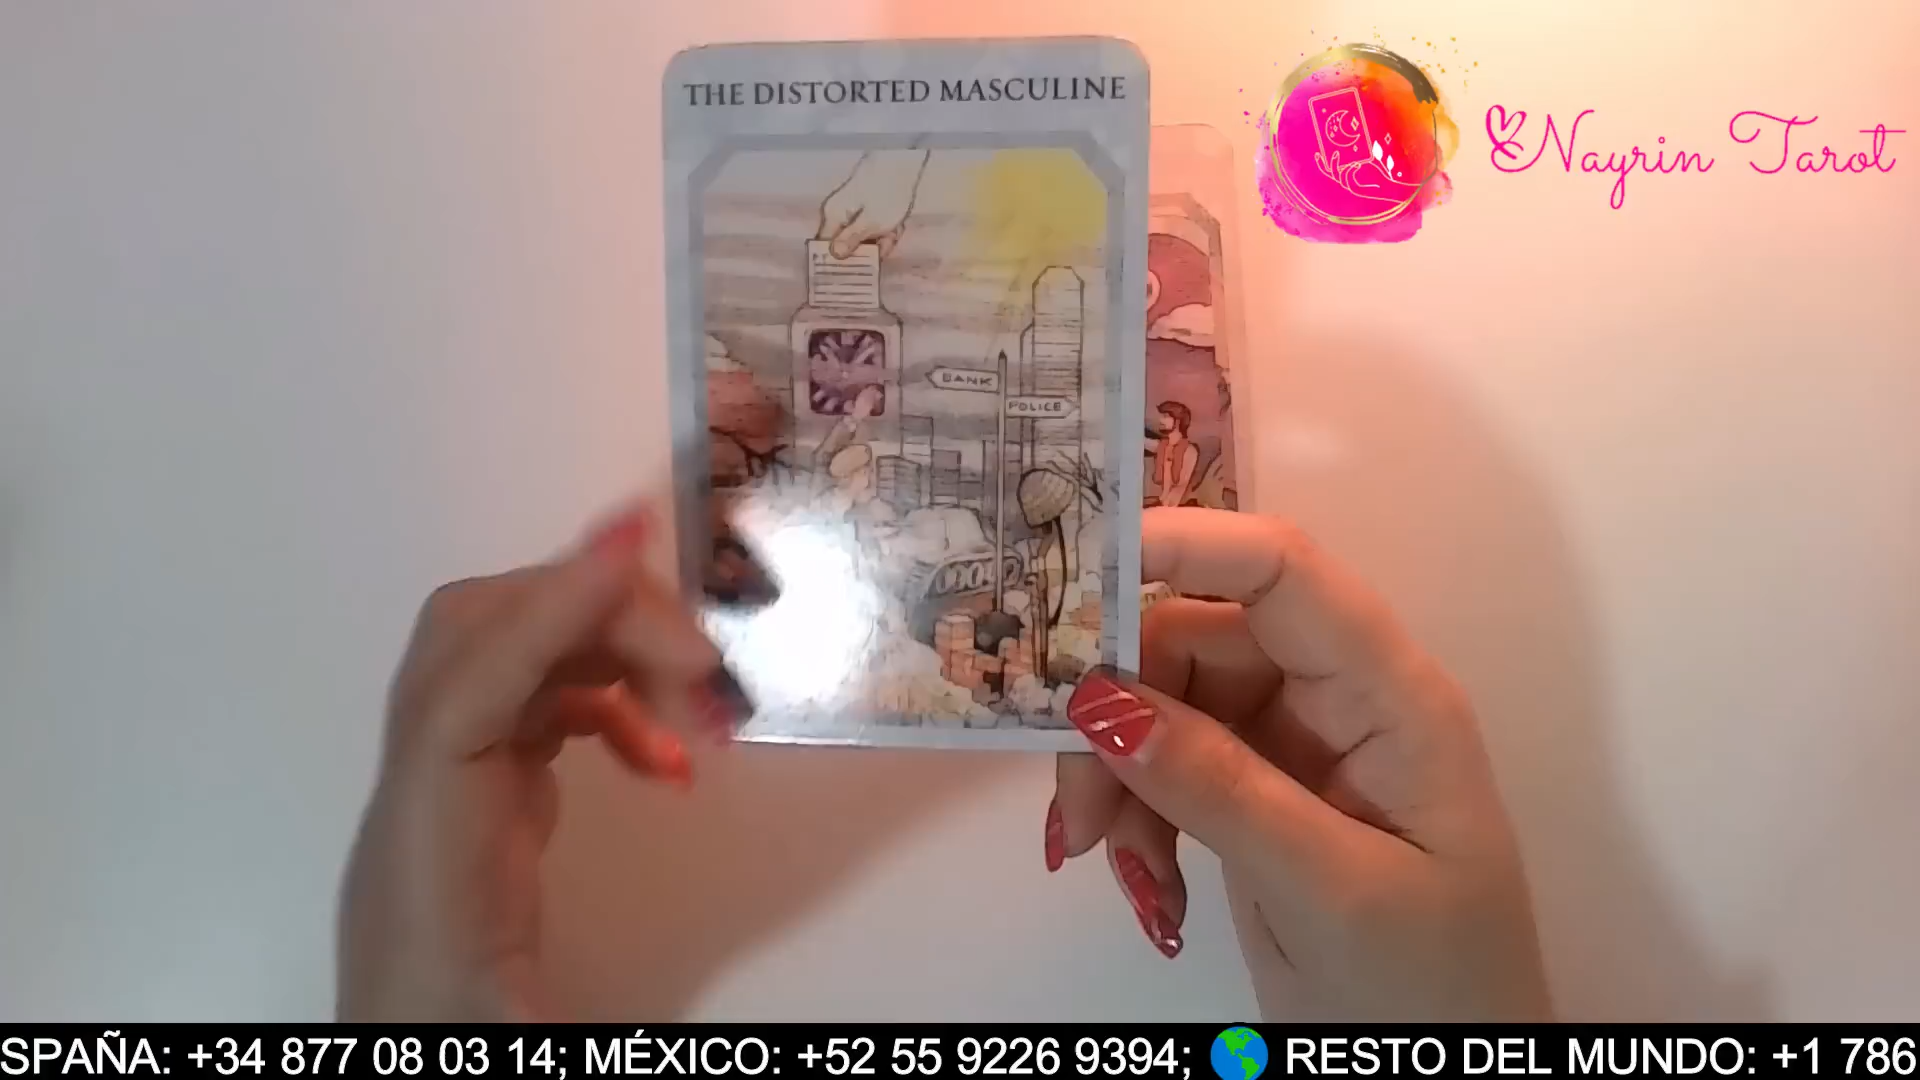 THE DISTORTED MASCULINE
Nayrin Tarot
BANK
POLICE
SPAÑA: +34 877 08 03 14; MÉXICO: +52 55 9226 9394; 🌎 RESTO DEL MUNDO: +1 786